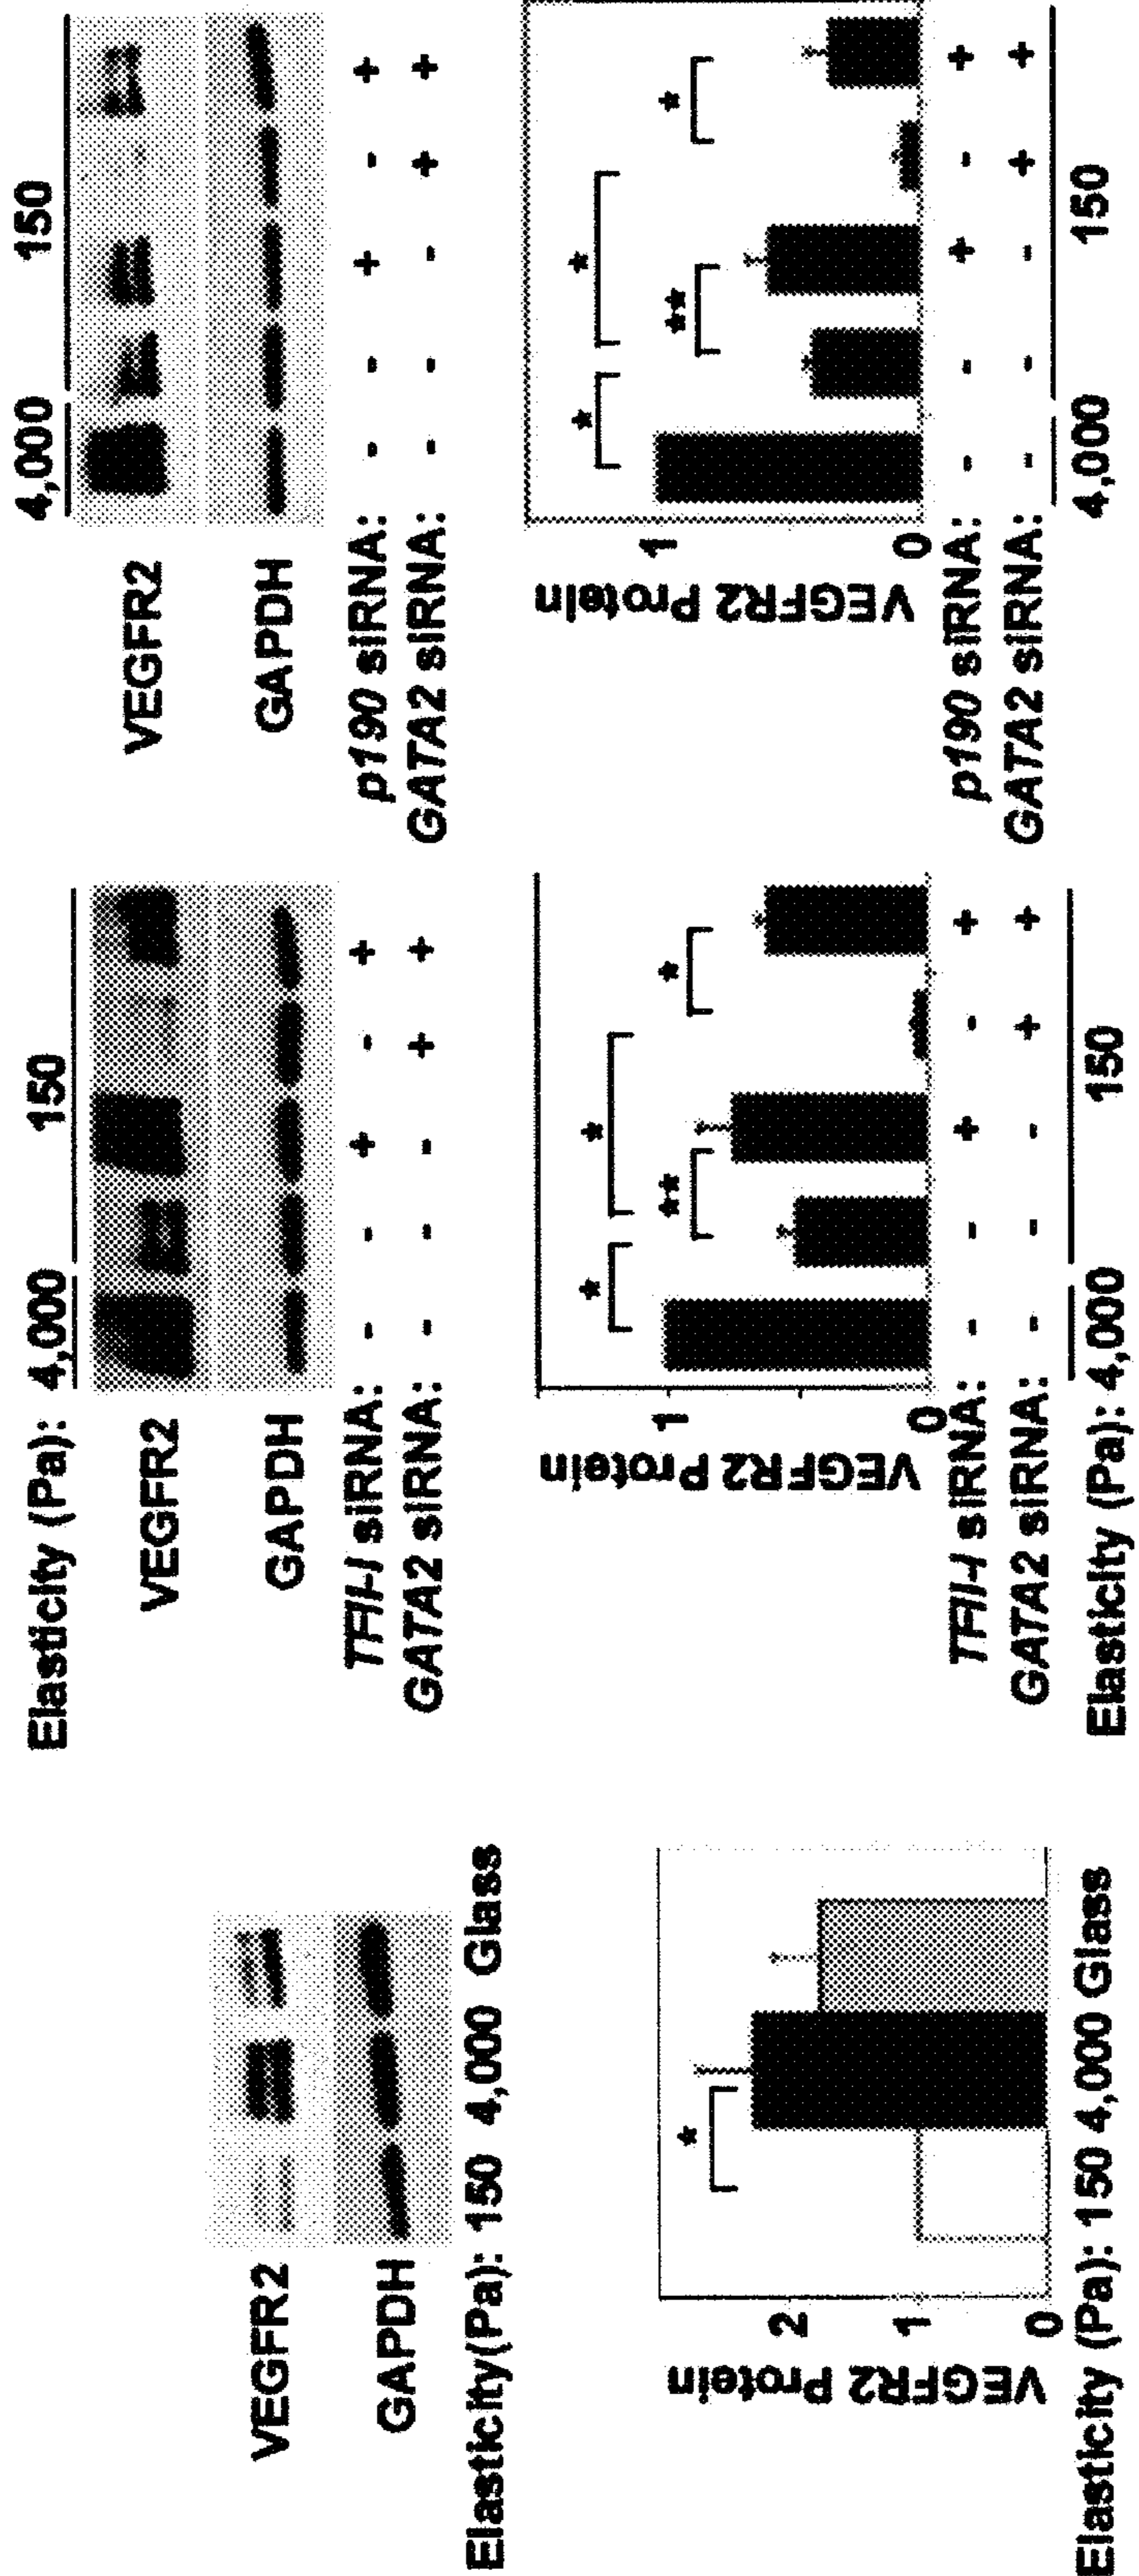 VEGFR2
GAPDH
Elasticity(Pa): 150 4,000 Glass
VEGFR2 Protein
2
1
0
*
Elasticity (Pa): 150 4,000 Glass
Elasticity (Pa): 4,000 150
VEGFR2
GAPDH
TFII-I siRNA: - - + - +
GATA2 siRNA: - - - + +
VEGFR2 Protein
1
0
* ** * *
TFII-I siRNA: - - + - +
GATA2 siRNA: - - - + +
Elasticity (Pa): 4,000 150
4,000 150
VEGFR2
GAPDH
p190 siRNA: - - + - +
GATA2 siRNA: - - - + +
VEGFR2 Protein
1
0
* ** * *
p190 siRNA: - - + - +
GATA2 siRNA: - - - + +
4,000 150